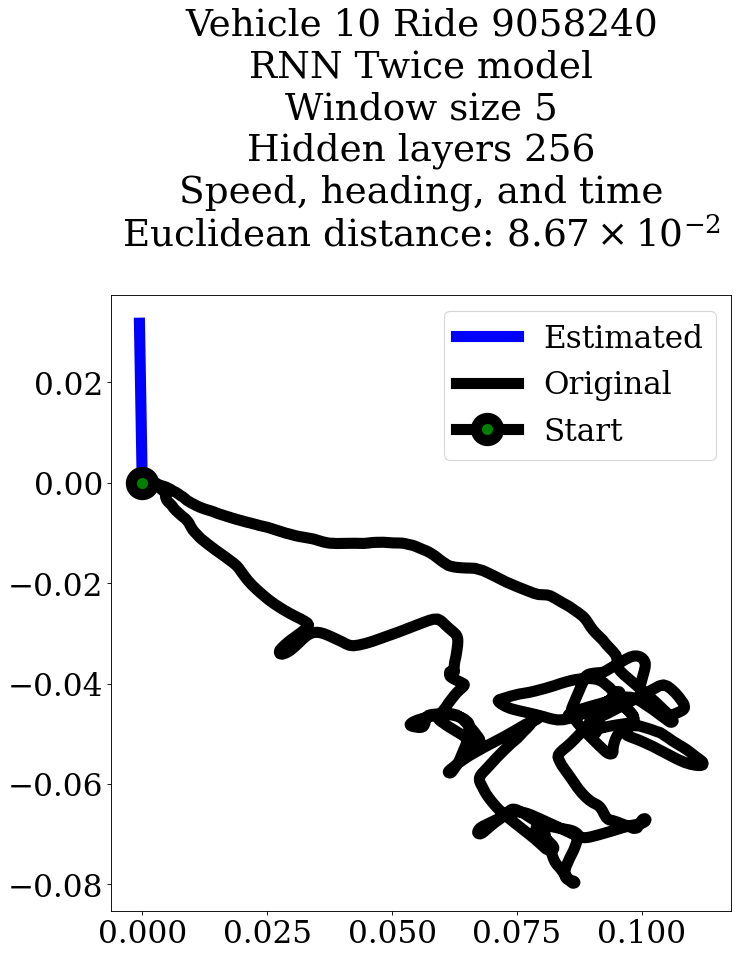 Vehicle 10 Ride 9058240
RNN Twice model
Window size 5
Hidden layers 256
Speed, heading, and time
Euclidean distance: 8.67 × 10⁻²
Estimated
Original
Start
0.02
0.00
−0.02
−0.04
−0.06
−0.08
0.000 0.025 0.050 0.075 0.100